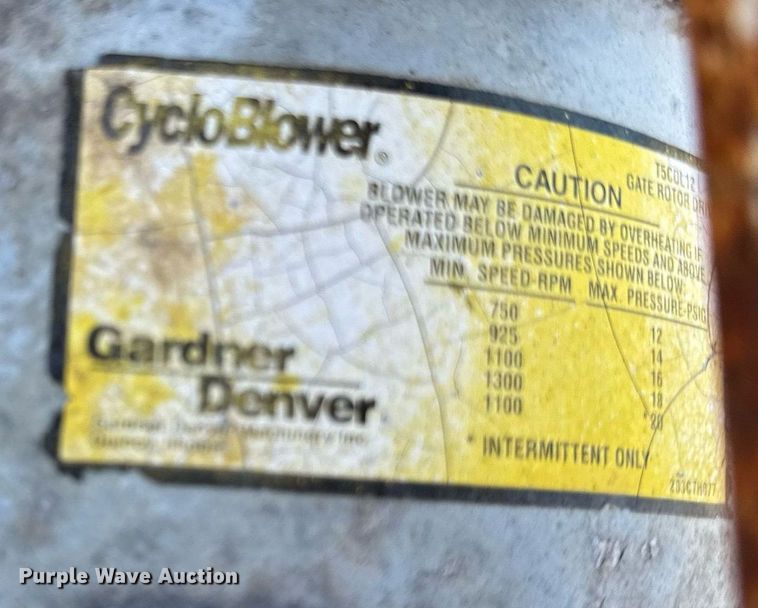 CycloBlower®
GATE ROTOR
CAUTION
BLOWER MAY BE DAMAGED BY OVERHEATING IF
OPERATED BELOW MINIMUM SPEEDS AND ABOVE
MAXIMUM PRESSURES SHOWN BELOW:
MIN. SPEED-RPM MAX. PRESSURE-PSIG
750 12
925 14
1100 16
1300 18
1100 *20
* INTERMITTENT ONLY
Gardner
Denver
Purple Wave Auction